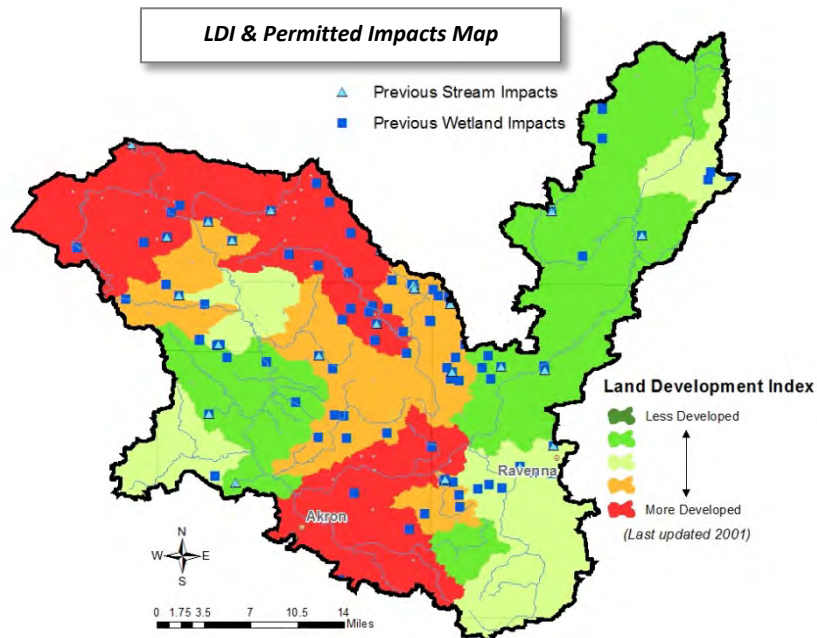 LDI & Permitted Impacts Map
Previous Stream Impacts
Previous Wetland Impacts
Land Development Index
Less Developed
More Developed
(Last updated 2001)
Ravenna
Akron
N
W E
S
0 1.75 3.5 7 10.5 14
Miles